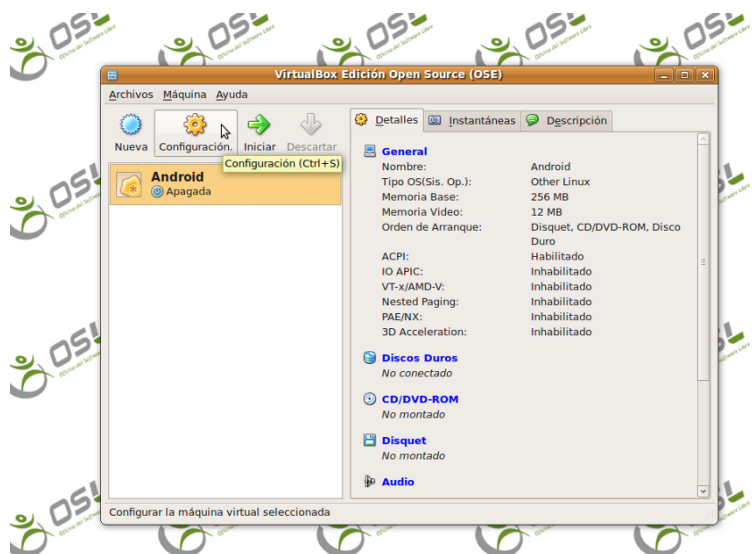 OSL
Oficina del Software Libre
VirtualBox Edición Open Source (OSE)
Archivos Máquina Ayuda
Nueva Configuración. Iniciar Descartar
Configuración (Ctrl+S)
Android
Apagada
Detalles Instantáneas Descripción
General
Nombre: Android
Tipo OS(Sis. Op.): Other Linux
Memoria Base: 256 MB
Memoria Video: 12 MB
Orden de Arranque: Disquet, CD/DVD-ROM, Disco
Duro
ACPI: Habilitado
IO APIC: Inhabilitado
VT-x/AMD-V: Inhabilitado
Nested Paging: Inhabilitado
PAE/NX: Inhabilitado
3D Acceleration: Inhabilitado
Discos Duros
No conectado
CD/DVD-ROM
No montado
Disquet
No montado
Audio
Configurar la máquina virtual seleccionada